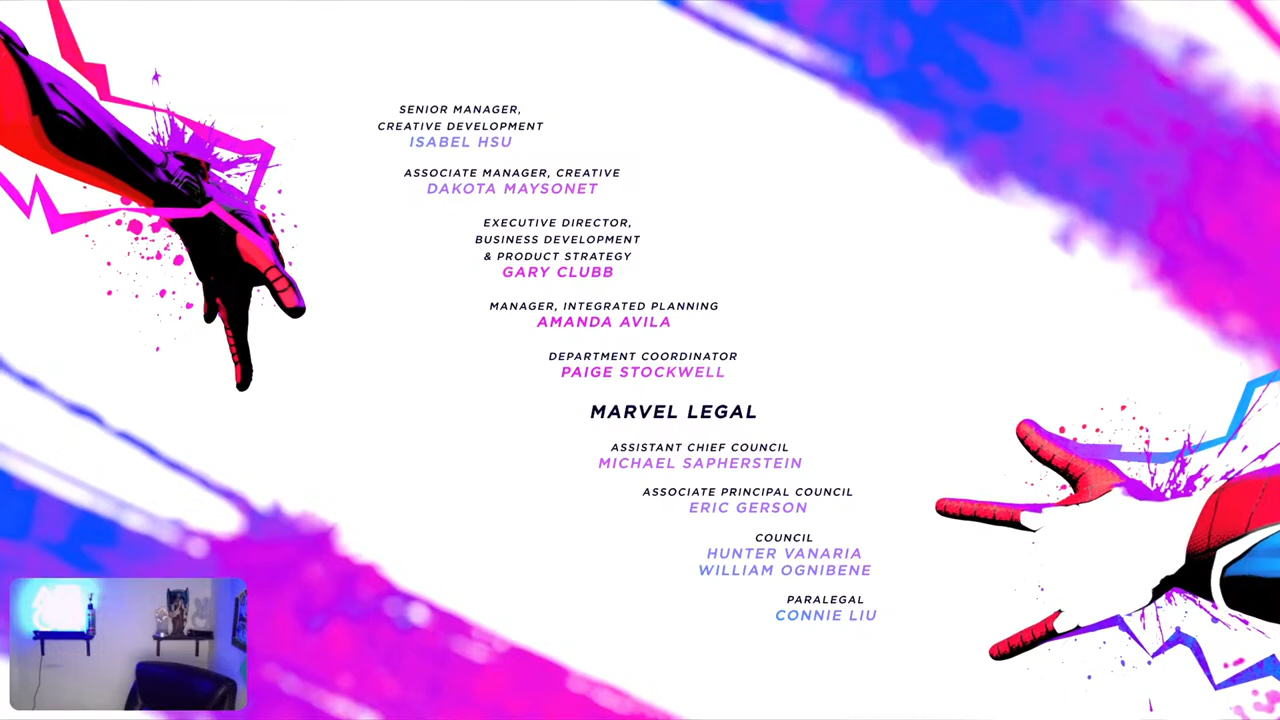 SENIOR MANAGER,
CREATIVE DEVELOPMENT
ISABEL HSU
ASSOCIATE MANAGER, CREATIVE
DAKOTA MAYSONET
EXECUTIVE DIRECTOR,
BUSINESS DEVELOPMENT
& PRODUCT STRATEGY
GARY CLUBB
MANAGER, INTEGRATED PLANNING
AMANDA AVILA
DEPARTMENT COORDINATOR
PAIGE STOCKWELL
MARVEL LEGAL
ASSISTANT CHIEF COUNCIL
MICHAEL SAPHERSTEIN
ASSOCIATE PRINCIPAL COUNCIL
ERIC GERSON
COUNCIL
HUNTER VANARIA
WILLIAM OGNIBENE
PARALEGAL
CONNIE LIU